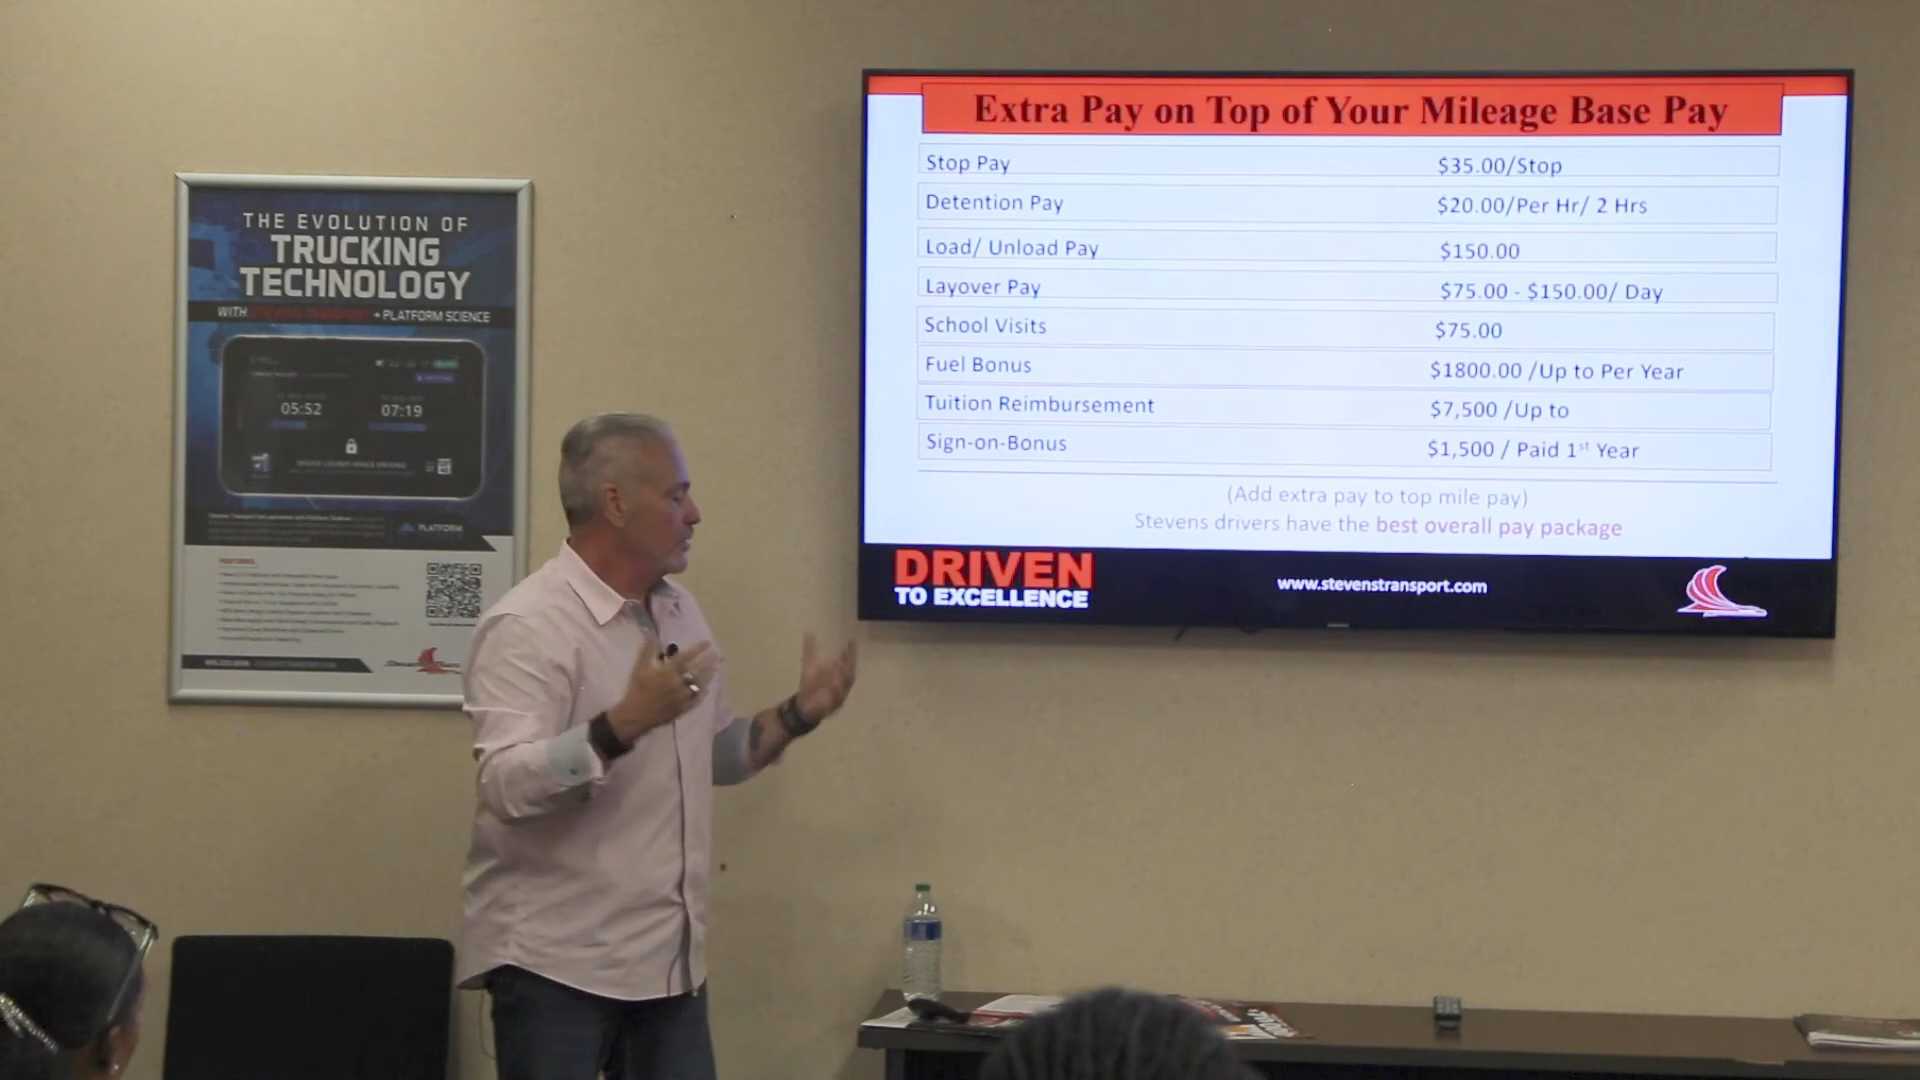 THE EVOLUTION OF
TRUCKING
TECHNOLOGY
WITH STEVENS TRANSPORT + PLATFORM SCIENCE
05:52
07:19
PLATFORM
FEATURES
Extra Pay on Top of Your Mileage Base Pay
Stop Pay $35.00/Stop
Detention Pay $20.00/Per Hr/ 2 Hrs
Load/ Unload Pay $150.00
Layover Pay $75.00 - $150.00/ Day
School Visits $75.00
Fuel Bonus $1800.00 /Up to Per Year
Tuition Reimbursement $7,500 /Up to
Sign-on-Bonus $1,500 / Paid 1st Year
(Add extra pay to top mile pay)
Stevens drivers have the best overall pay package
DRIVEN
TO EXCELLENCE
www.stevenstransport.com